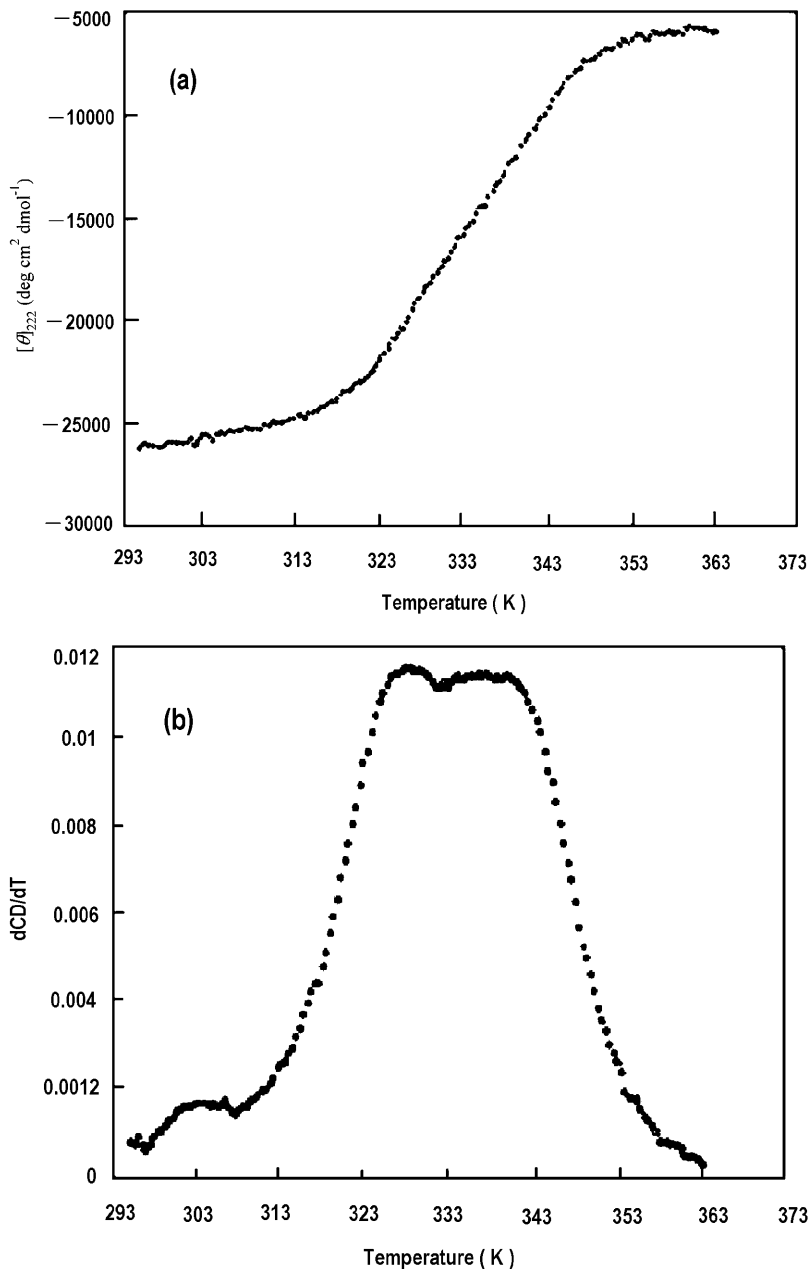 (a)
[θ]₂₂₂ (deg cm² dmol⁻¹)
—5000
—10000
—15000
—20000
—25000
—30000
293 303 313 323 333 343 353 363 373
Temperature ( K )
(b)
dCD/dT
0.012
0.01
0.008
0.006
0.004
0.0012
0
293 303 313 323 333 343 353 363 373
Temperature ( K )